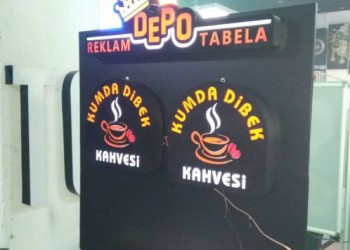 DEPO
REKLAM TABELA
KUMDA DİBEK
KAHVESİ
KUMDA DİBEK
KAHVESİ